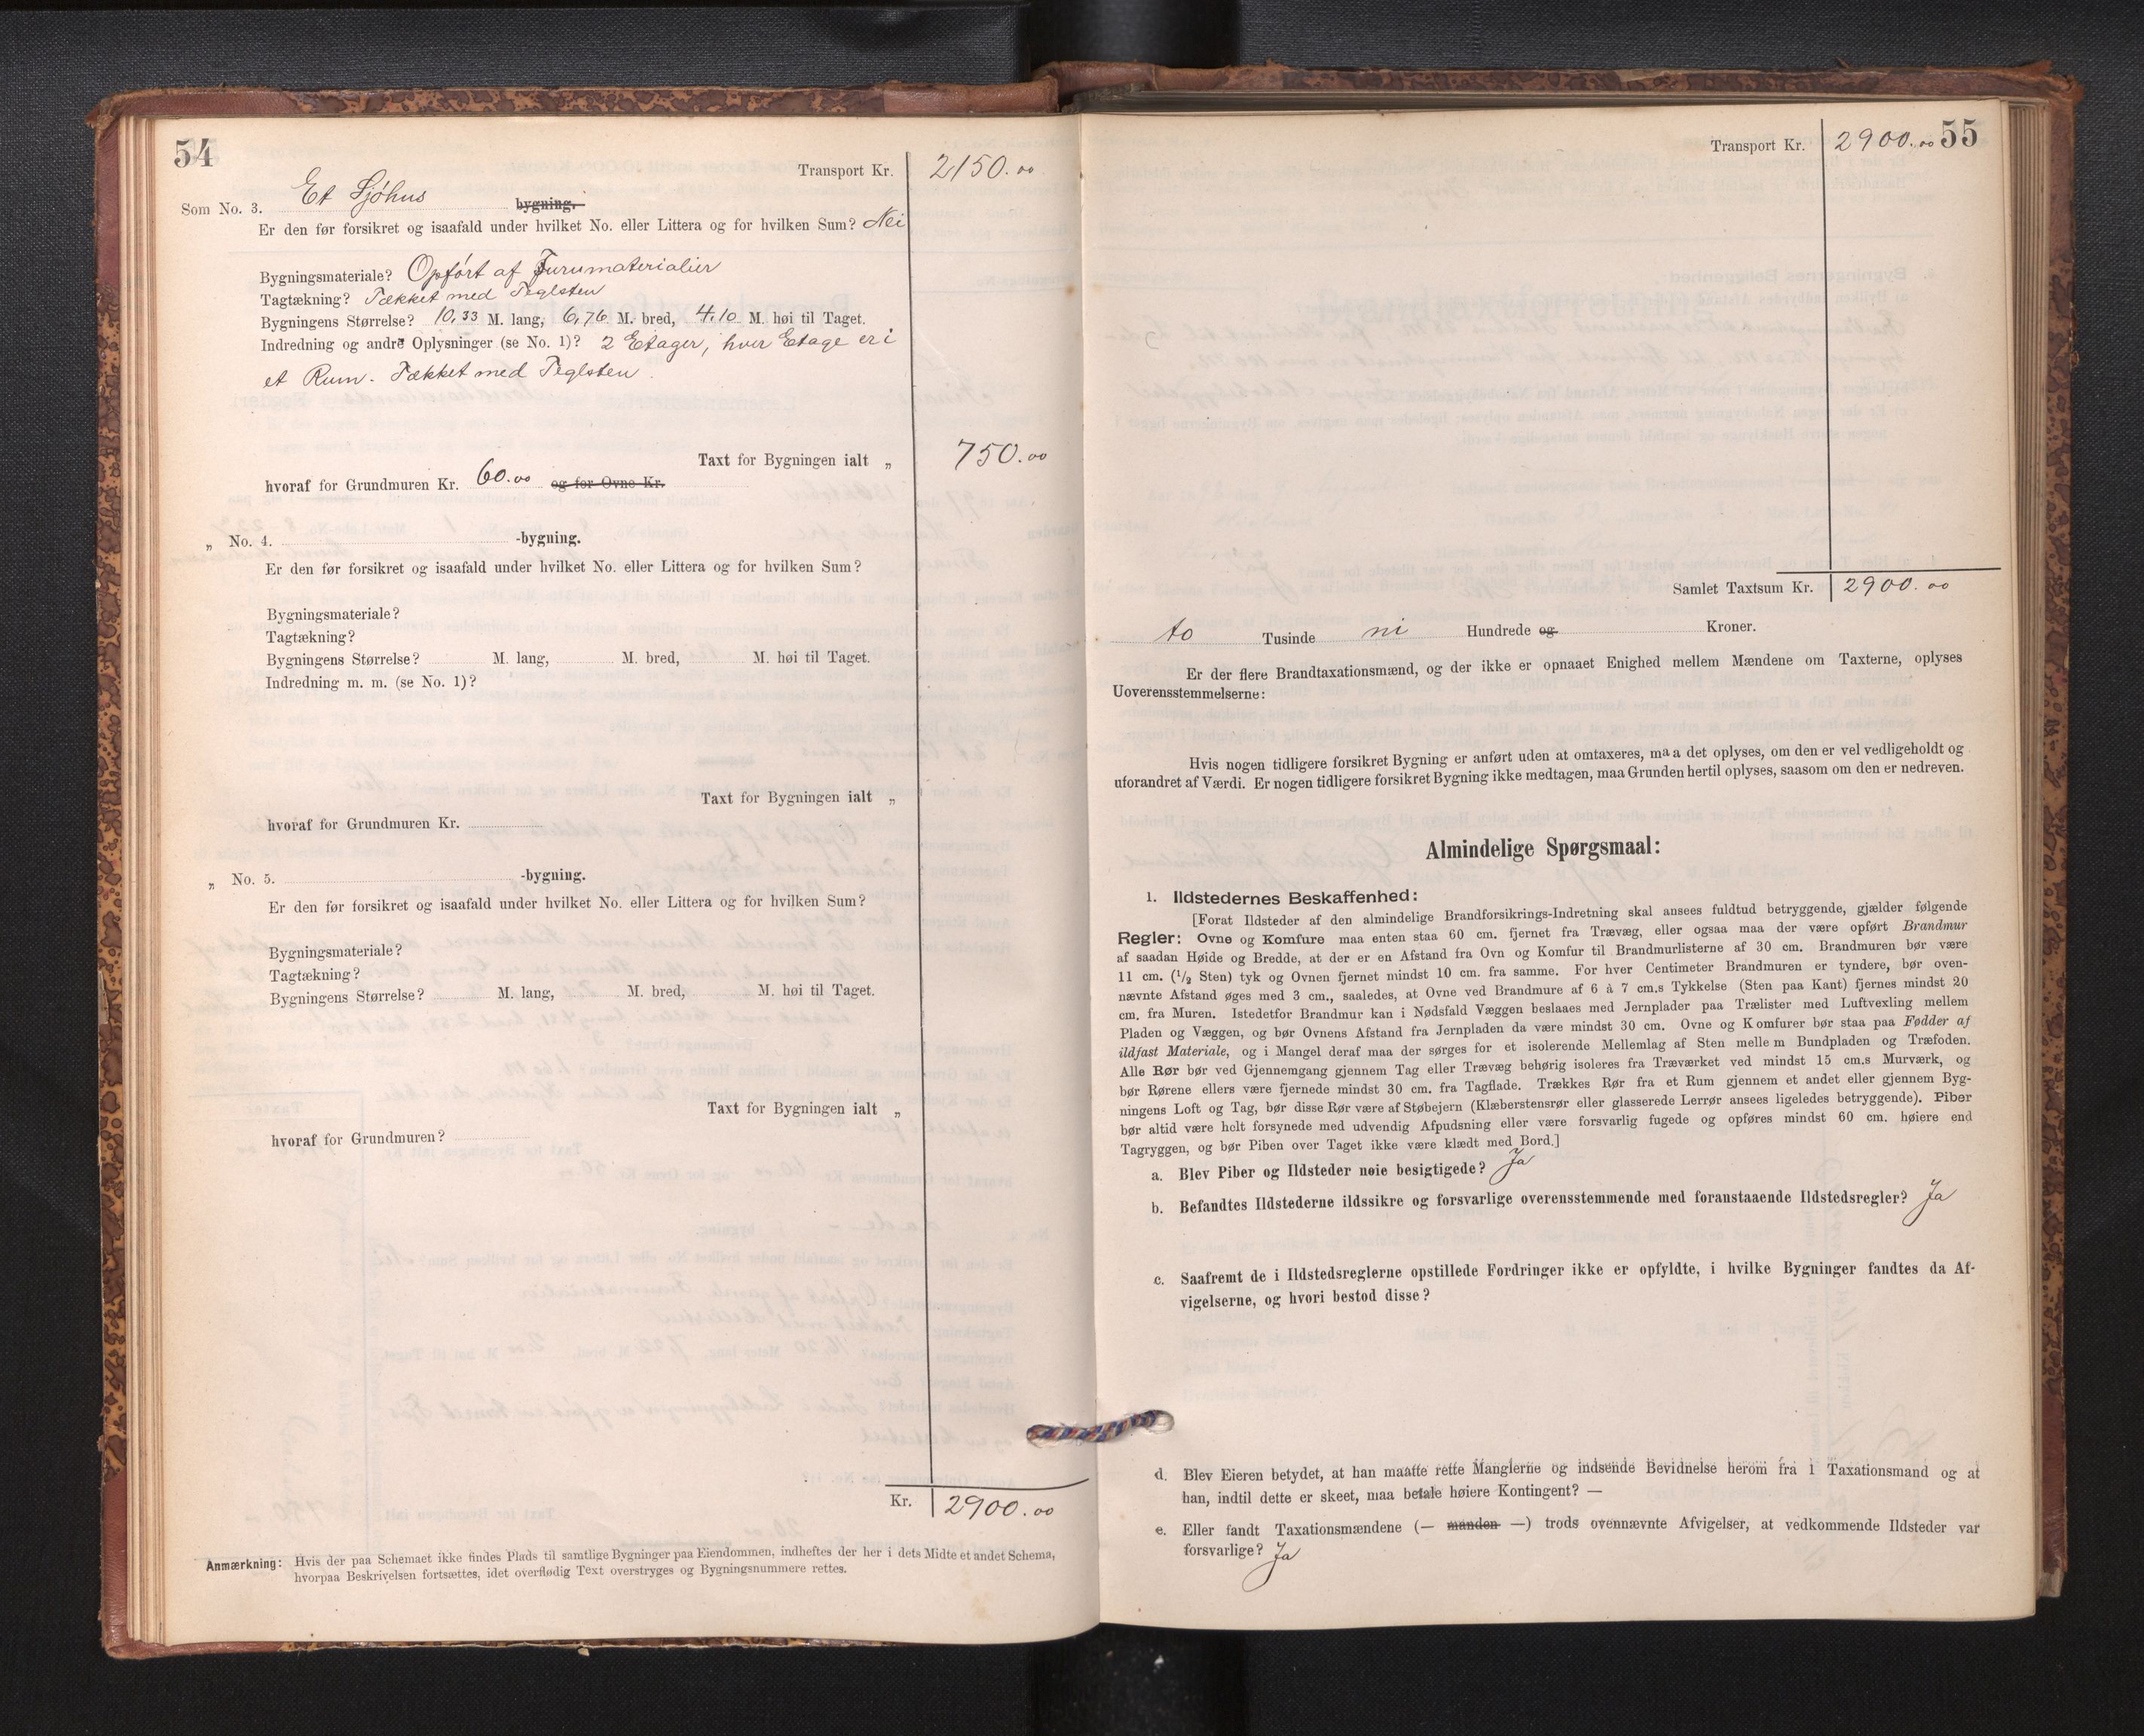 54
Transport Kr. 2150.00
Som No. 3. Et Sjóhus bygning.
Er den før forsikret og isaafald under hvilket No. eller Littera og for hvilken Sum? Nei
Bygningsmateriale? Opfórt af Furumaterialier
Tagtækning? Tækket med Teglsten
Bygningens Størrelse? 10,33 M. lang, 6,76 M. bred, 4,10 M. høi til Taget.
Indredning og andre Oplysninger (se No. 1)? 2 Etager, hver Etage er i
et Rum. Tækket med Teglsten.
Taxt for Bygningen ialt „ 750.00
hvoraf for Grundmuren Kr. 60.00 og for Ovne Kr.
„ No. 4. -bygning.
Er den før forsikret og isaafald under hvilket No. eller Littera og for hvilken Sum?
Bygningsmateriale?
Tagtækning?
Bygningens Størrelse? M. lang, M. bred, M. høi til Taget.
Indredning m. m. (se No. 1)?
Taxt for Bygningen ialt „
hvoraf for Grundmuren Kr.
„ No. 5. -bygning.
Er den før forsikret og isaafald under hvilket No. eller Littera og for hvilken Sum?
Bygningsmateriale?
Tagtækning?
Bygningens Størrelse? M. lang, M. bred, M. høi til Taget.
Taxt for Bygningen ialt „
hvoraf for Grundmuren?
Kr. 2900.00
Anmærkning: Hvis der paa Schemaet ikke findes Plads til samtlige Bygninger paa Eiendommen, indheftes der her i dets Midte et andet Schema,
hvorpaa Beskrivelsen fortsættes, idet overflødig Text overstryges og Bygningsnummere rettes.
Transport Kr. 2900.00 55
Samlet Taxtsum Kr. 2900.00
to Tusinde ni Hundrede og Kroner.
Er der flere Brandtaxationsmænd, og der ikke er opnaaet Enighed mellem Mændene om Taxterne, oplyses
Uoverensstemmelserne:
Hvis nogen tidligere forsikret Bygning er anført uden at omtaxeres, maa det oplyses, om den er vel vedligeholdt og
uforandret af Værdi. Er nogen tidligere forsikret Bygning ikke medtagen, maa Grunden hertil oplyses, saasom om den er nedreven.
Almindelige Spørgsmaal:
1. Ildstedernes Beskaffenhed:
[Forat Ildsteder af den almindelige Brandforsikrings-Indretning skal ansees fuldtud betryggende, gjælder følgende
Regler: Ovne og Komfure maa enten staa 60 cm. fjernet fra Trævæg, eller ogsaa maa der være opført Brandmur
af saadan Høide og Bredde, at der er en Afstand fra Ovn og Komfur til Brandmurlisterne af 30 cm. Brandmuren bør være
11 cm. (1/2 Sten) tyk og Ovnen fjernet mindst 10 cm. fra samme. For hver Centimeter Brandmuren er tyndere, bør oven-
nævnte Afstand øges med 3 cm., saaledes, at Ovne ved Brandmure af 6 à 7 cm.s Tykkelse (Sten paa Kant) fjernes mindst 20
cm. fra Muren. Istedetfor Brandmur kan i Nødsfald Væggen beslaaes med Jernplader paa Trælister med Luftvexling mellem
Pladen og Væggen, og bør Ovnens Afstand fra Jernpladen da være mindst 30 cm. Ovne og Komfurer bør staa paa Fødder af
ildfast Materiale, og i Mangel deraf maa der sørges for et isolerende Mellemlag af Sten mellem Bundpladen og Træfoden.
Alle Rør bør ved Gjennemgang gjennem Tag eller Trævæg behørig isoleres fra Træværket ved mindst 15 cm.s Murværk, og
bør Rørene ellers være fjernede mindst 30 cm. fra Tagflade. Trækkes Rør fra et Rum gjennem et andet eller gjennem Byg-
ningens Loft og Tag, bør disse Rør være af Støbejern (Klæberstensrør eller glasserede Lerrør ansees ligeledes betryggende). Piber
bør altid være helt forsynede med udvendig Afpudsning eller være forsvarlig fugede og opføres mindst 60 cm. høiere end
Tagryggen, og bør Piben over Taget ikke være klædt med Bord.]
a. Blev Piber og Ildsteder nøie besigtigede? Ja
b. Befandtes Ildstederne ildssikre og forsvarlige overensstemmende med foranstaaende Ildstedsregler? Ja
c. Saafremt de i Ildstedsreglerne opstillede Fordringer ikke er opfyldte, i hvilke Bygninger fandtes da Af-
vigelserne, og hvori bestod disse?
d. Blev Eieren betydet, at han maatte rette Manglerne og indsende Bevidnelse herom fra 1 Taxationsmand og at
han, indtil dette er skeet, maa betale høiere Kontingent? —
e. Eller fandt Taxationsmændene (— manden —) trods ovennævnte Afvigelser, at vedkommende Ildsteder var
forsvarlige? Ja